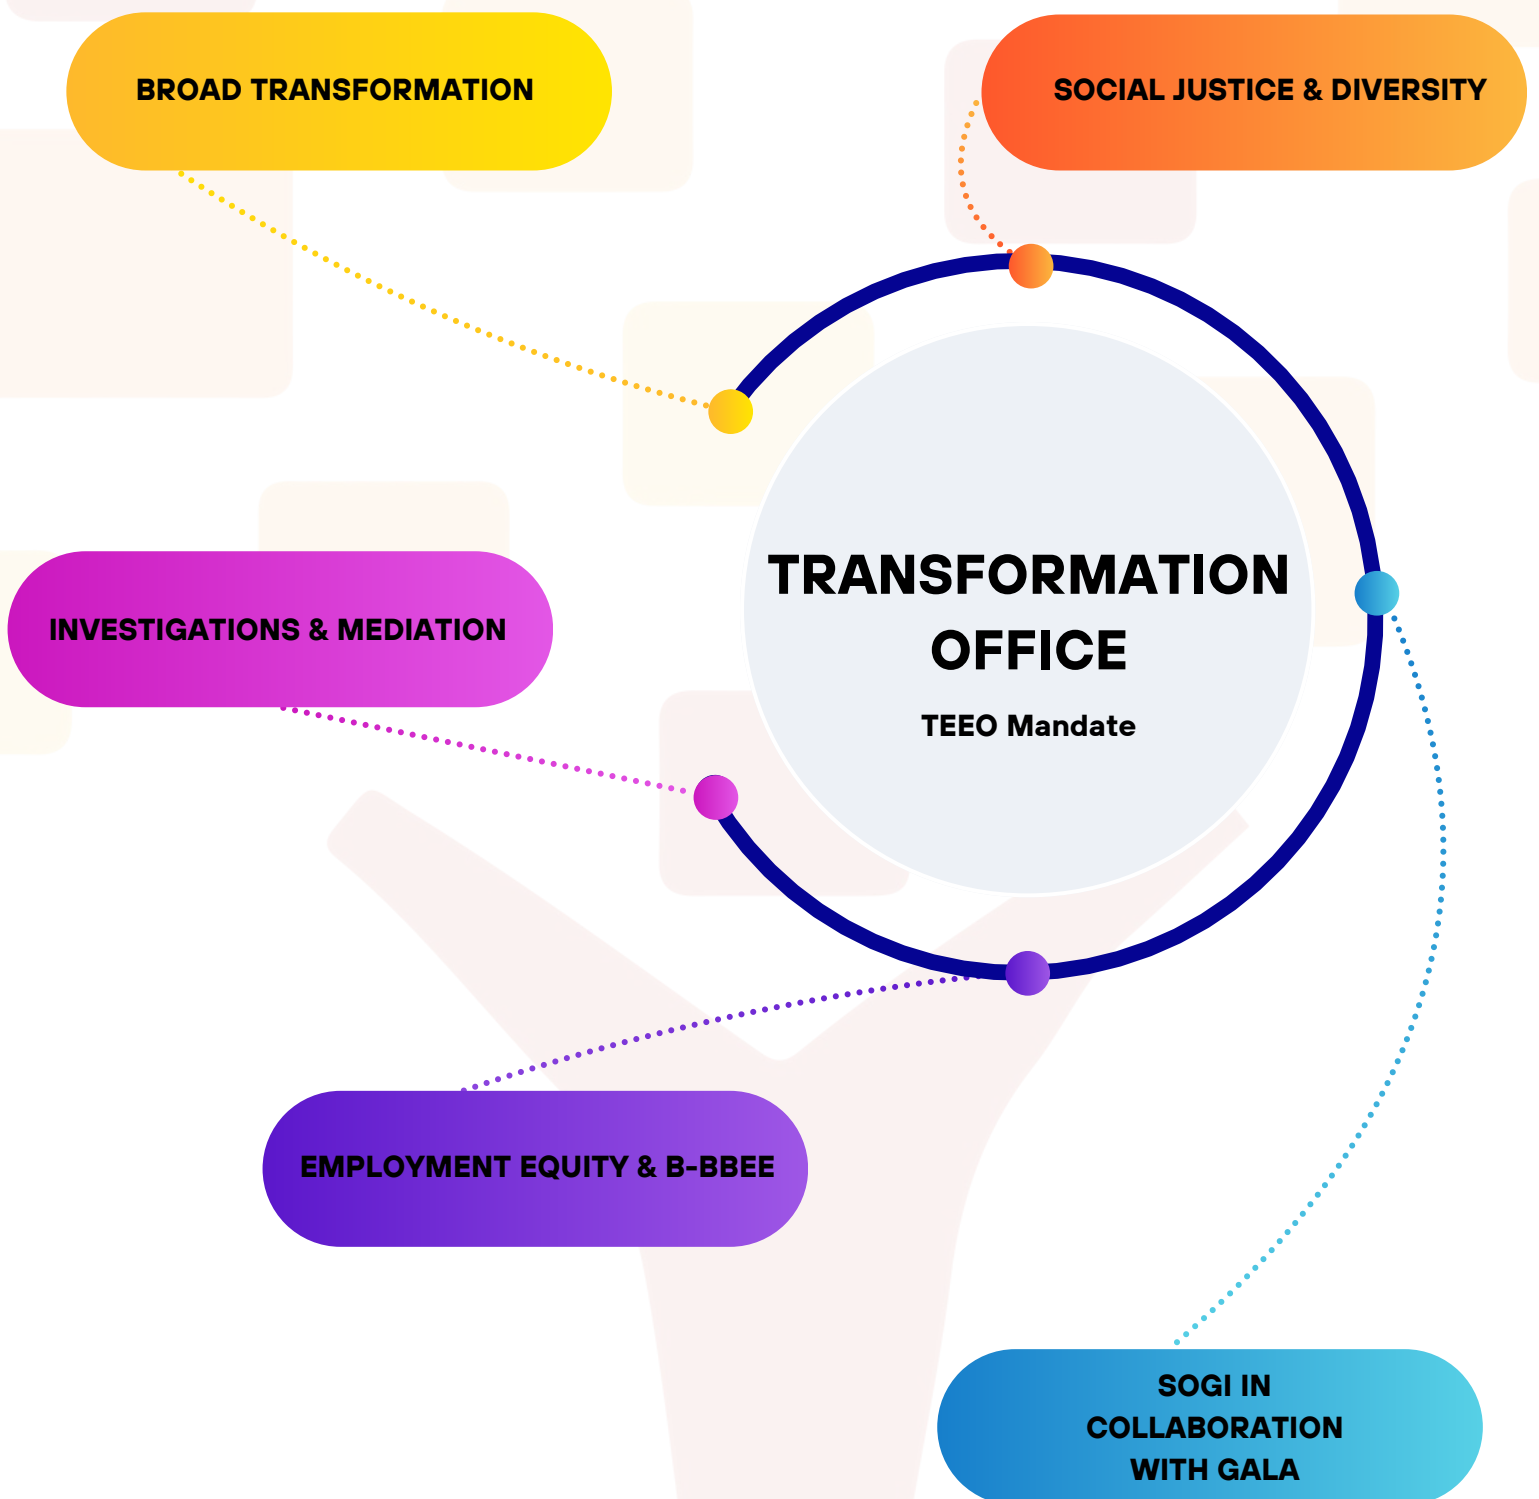 BROAD TRANSFORMATION
SOCIAL JUSTICE & DIVERSITY
TRANSFORMATION
OFFICE
TEEO Mandate
INVESTIGATIONS & MEDIATION
EMPLOYMENT EQUITY & B-BBEE
SOGI IN
COLLABORATION
WITH GALA